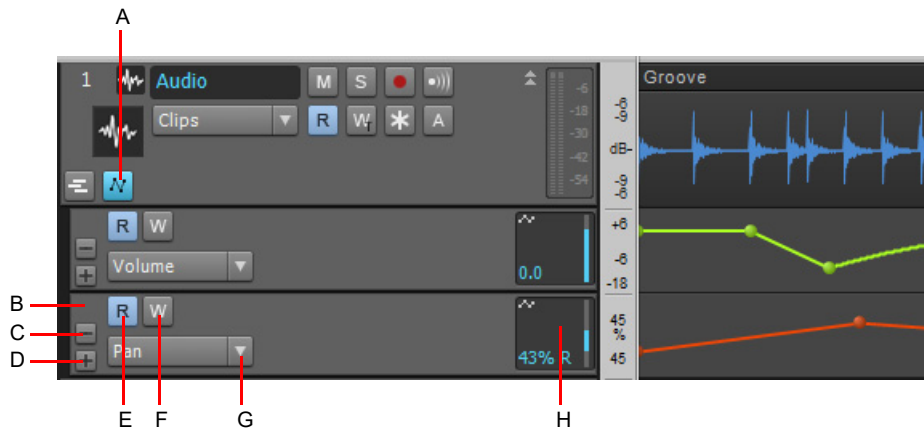 A
1 Audio M S
Clips R W A
-6
-18
-30
-42
-54
-6
-9
dB-
-9
-6
Groove
R W
Volume
0.0
+6
-6
-18
B
C
D
R W
Pan
43% R
45
%
45
E F G H